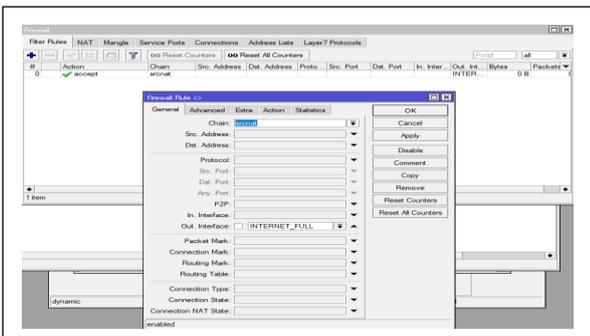 Firewall
Filter Rules NAT Mangle Service Ports Connections Address Lists Layer7 Protocols
00 Reset Counters 00 Reset All Counters Find all
# Action Chain Src. Address Dst. Address Proto... Src. Port Dst. Port In. Inter... Out. Int... Bytes Packets
0 accept srcnat INTER... 0 B
Firewall Rule <>
General Advanced Extra Action Statistics
Chain: srcnat
Src. Address:
Dst. Address:
Protocol:
Src. Port:
Dst. Port:
Any. Port:
P2P:
In. Interface:
Out. Interface: INTERNET_FULL
Packet Mark:
Connection Mark:
Routing Mark:
Routing Table:
Connection Type:
Connection State:
Connection NAT State:
OK
Cancel
Apply
Disable
Comment
Copy
Remove
Reset Counters
Reset All Counters
1 item
dynamic
enabled